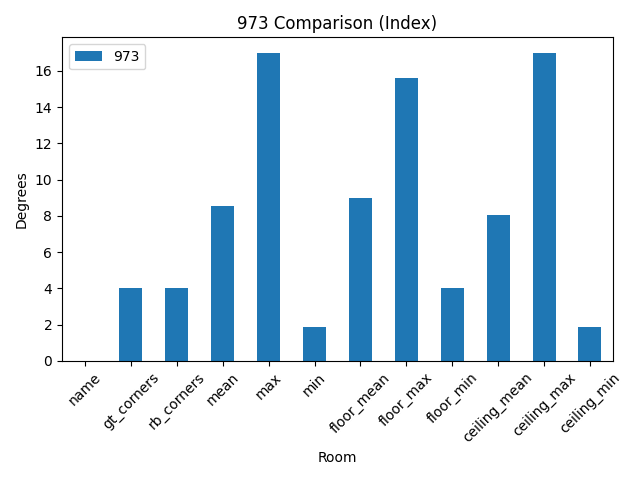 973 Comparison (Index)
973
Degrees
16
14
12
10
8
6
4
2
0
name
gt_corners
rb_corners
mean
max
min
floor_mean
floor_max
floor_min
ceiling_mean
ceiling_max
ceiling_min
Room